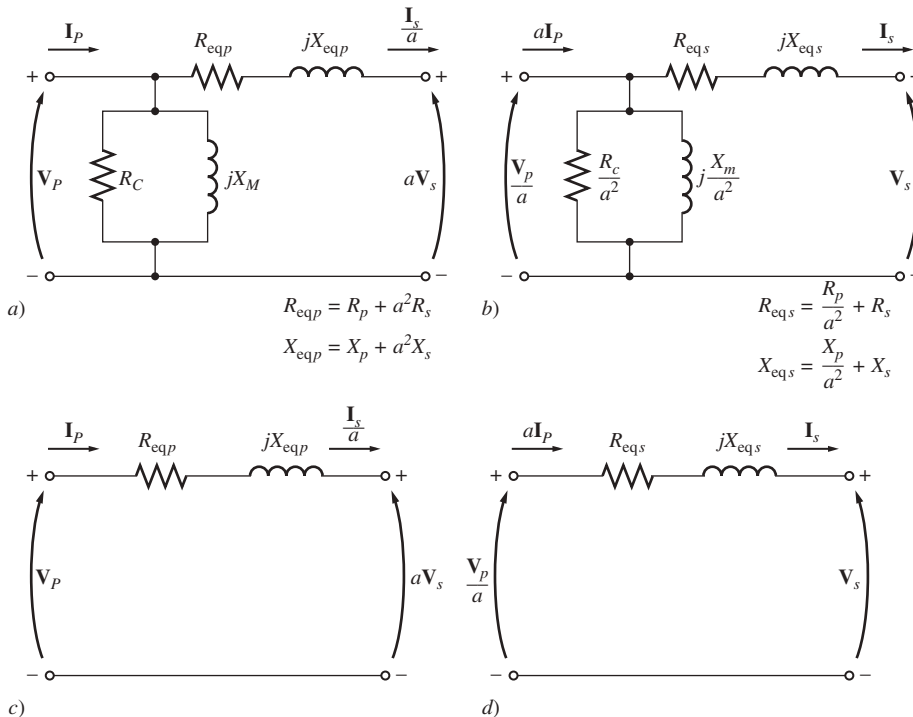 I_P R_eqp jX_eqp I_s/a
+ +
V_P R_C jX_M aV_s
− −
a) R_eqp = R_p + a²R_s
X_eqp = X_p + a²X_s
aI_P R_eqs jX_eqs I_s
+
V_p/a R_c/a² j X_m/a² V_s
−
b) R_eqs = R_p/a² + R_s
X_eqs = X_p/a² + X_s
I_P R_eqp jX_eqp I_s/a
+ +
V_P aV_s
− −
c)
aI_P R_eqs jX_eqs I_s
+ +
V_p/a V_s
− −
d)